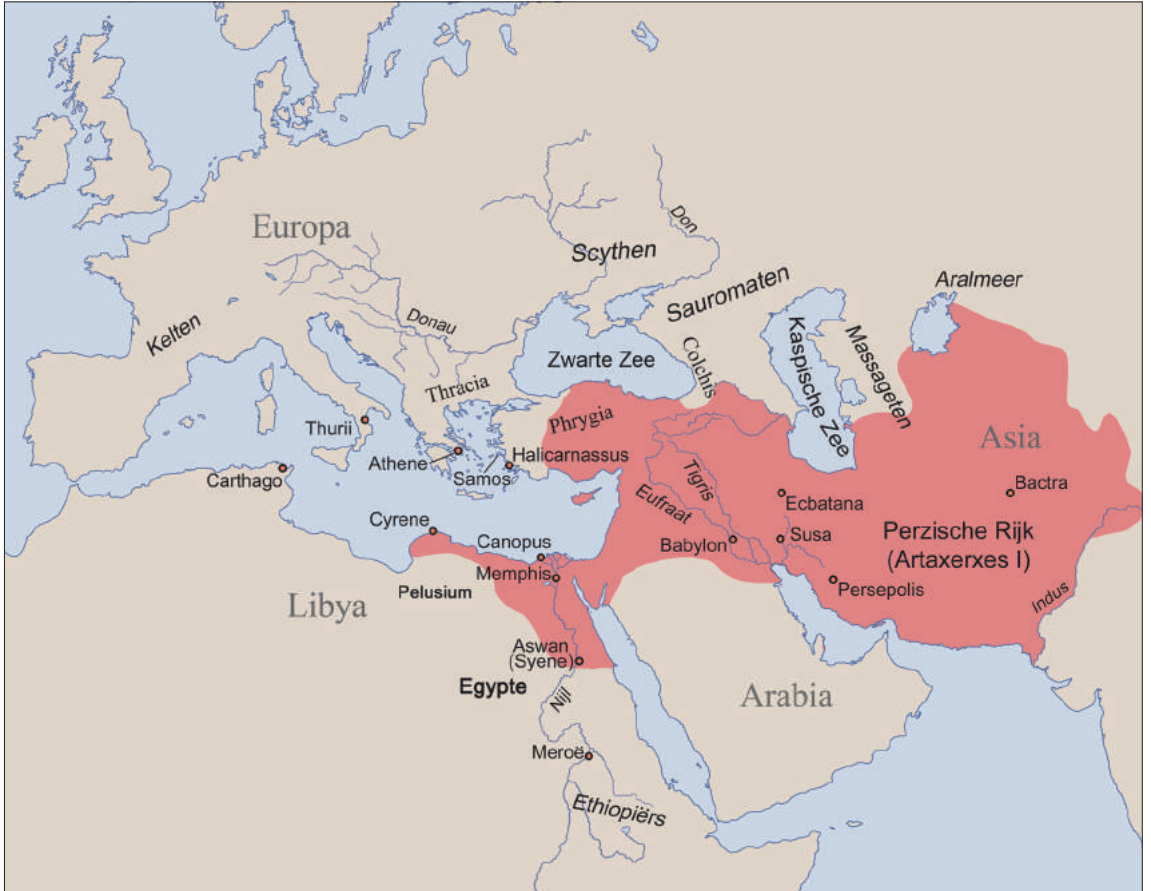 Europa
Don
Scythen
Sauromaten
Aralmeer
Kelten
Donau
Zwarte Zee
Colchis
Kaspische Zee
Massageten
Thracia
Phrygia
Asia
Thurii
Athene
Halicarnassus
Samos
Carthago
Tigris
Eufraat
Ecbatana
Bactra
Cyrene
Canopus
Babylon
Susa
Perzische Rijk
(Artaxerxes I)
Memphis
Persepolis
Indus
Pelusium
Libya
Aswan
(Syene)
Egypte
Nijl
Arabia
Meroë
Ethiopiërs